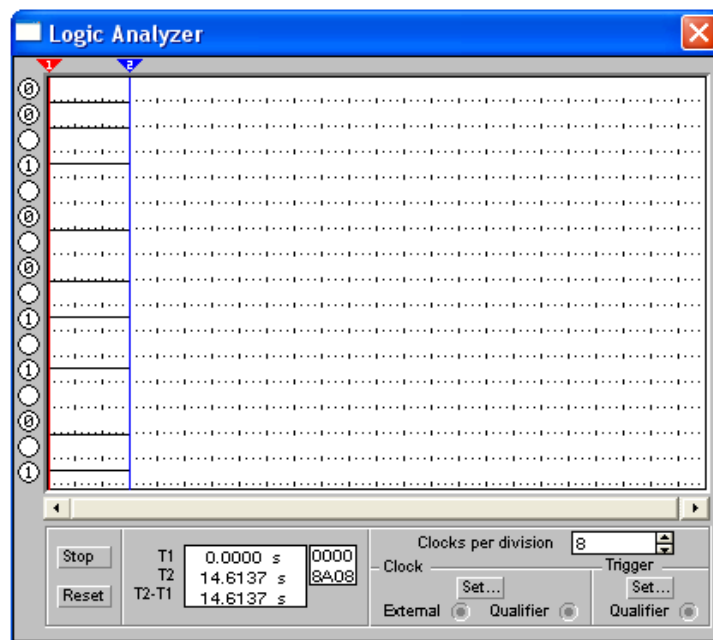 Logic Analyzer
1 2
0
0
1
0
0
1
1
0
1
Stop
Reset
T1 0.0000 s 0000
T2 14.6137 s 8A08
T2-T1 14.6137 s
Clocks per division 8
Clock
Set...
External Qualifier
Trigger
Set...
Qualifier